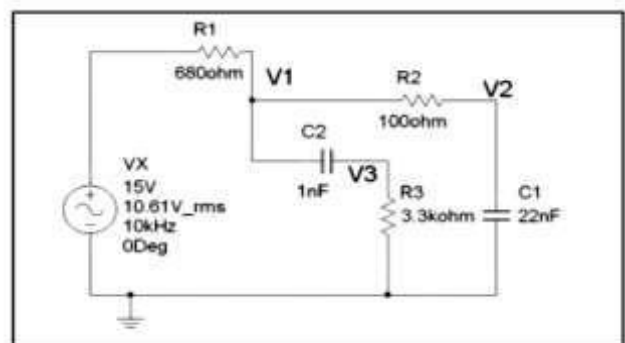 R1
680ohm
V1
R2
100ohm
V2
C2
1nF
V3
R3
3.3kohm
C1
22nF
VX
15V
10.61V_rms
10kHz
0Deg